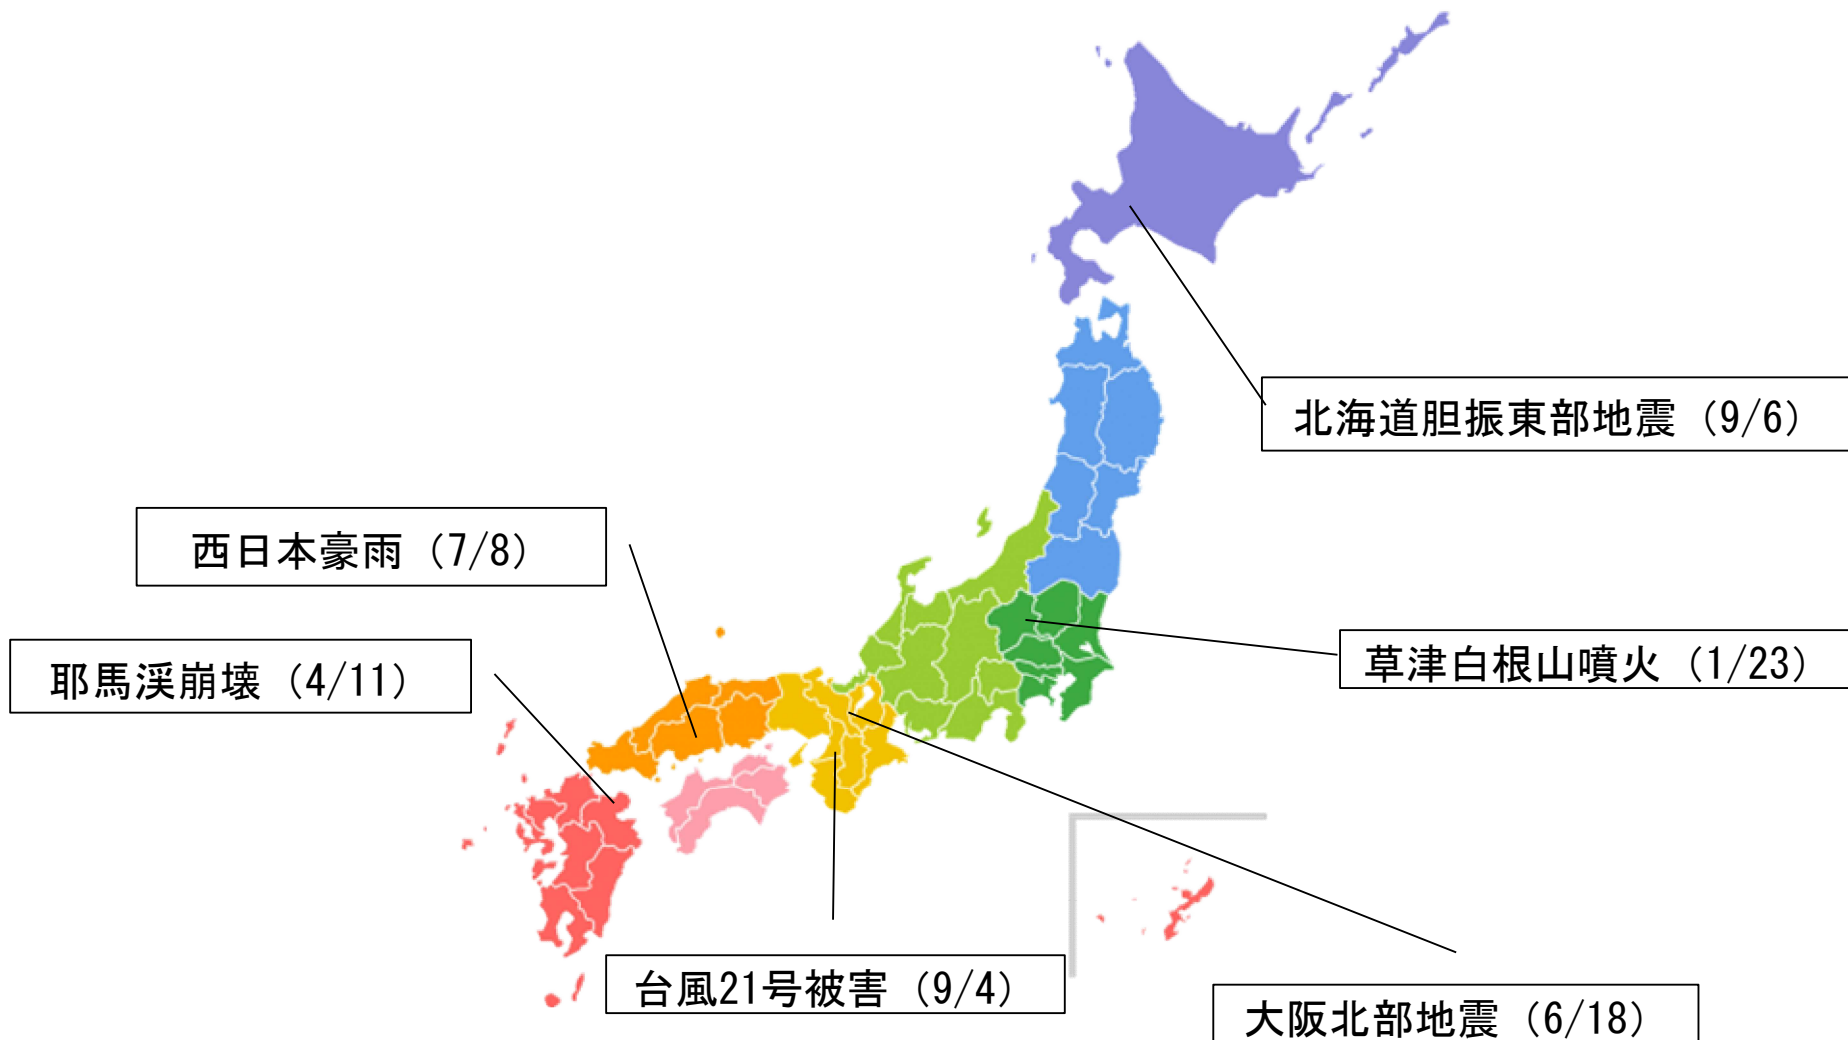 北海道胆振東部地震（9/6）
西日本豪雨（7/8）
草津白根山噴火（1/23）
耶馬渓崩壊（4/11）
台風21号被害（9/4）
大阪北部地震（6/18）